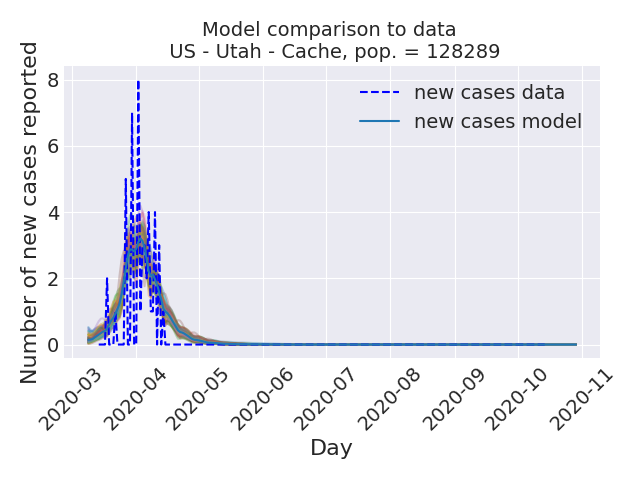 Model comparison to data
US - Utah - Cache, pop. = 128289
Number of new cases reported
8
6
4
2
0
new cases data
new cases model
2020-03
2020-04
2020-05
2020-06
2020-07
2020-08
2020-09
2020-10
2020-11
Day